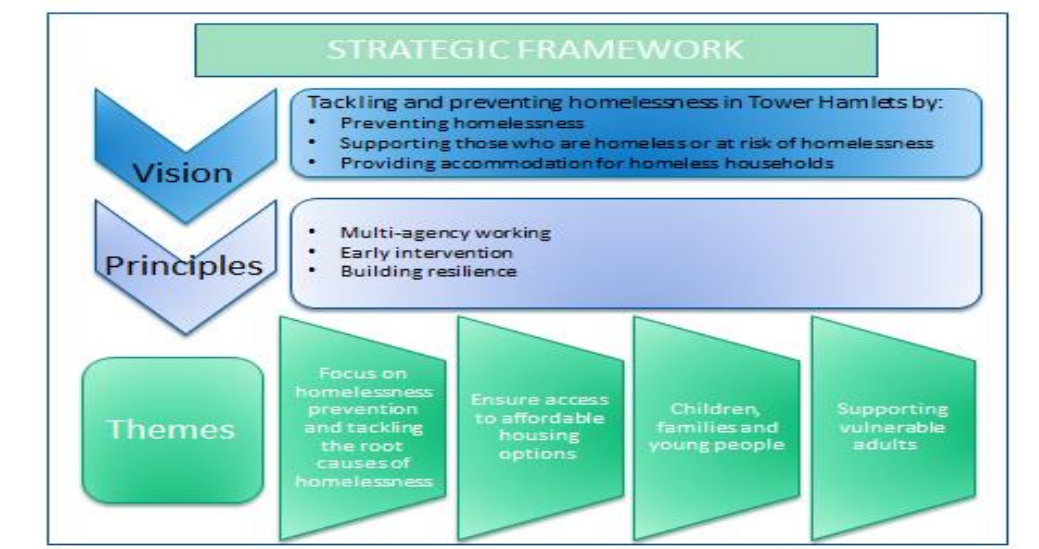 STRATEGIC FRAMEWORK
Vision
Tackling and preventing homelessness in Tower Hamlets by:
• Preventing homelessness
• Supporting those who are homeless or at risk of homelessness
• Providing accommodation for homeless households
Principles
• Multi-agency working
• Early intervention
• Building resilience
Themes
Focus on
homelessness
prevention
and tackling
the root
causes of
homelessness
Ensure access
to affordable
housing
options
Children,
families and
young people
Supporting
vulnerable
adults